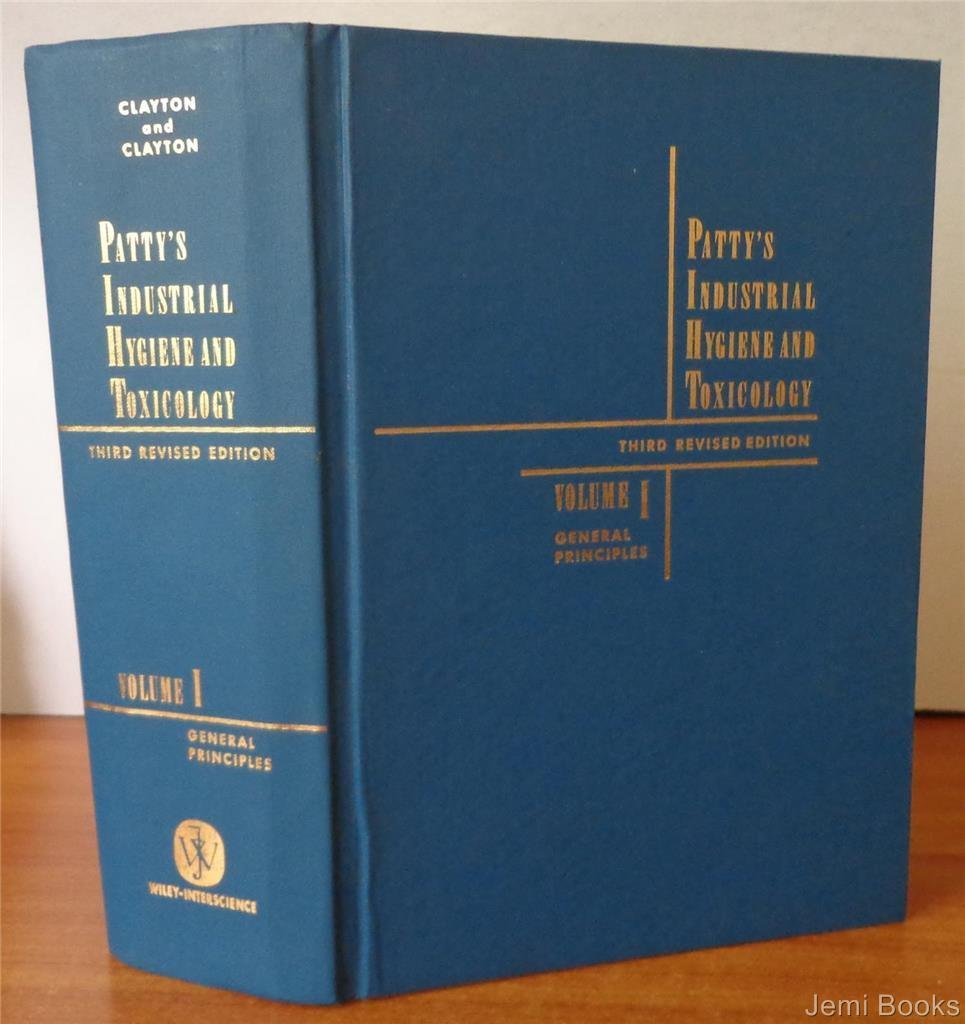 CLAYTON
and
CLAYTON
PATTY'S
INDUSTRIAL
HYGIENE AND
TOXICOLOGY
THIRD REVISED EDITION
VOLUME I
GENERAL
PRINCIPLES
JW
WILEY-INTERSCIENCE
PATTY'S
INDUSTRIAL
HYGIENE AND
TOXICOLOGY
THIRD REVISED EDITION
VOLUME I
GENERAL
PRINCIPLES
Jemi Books